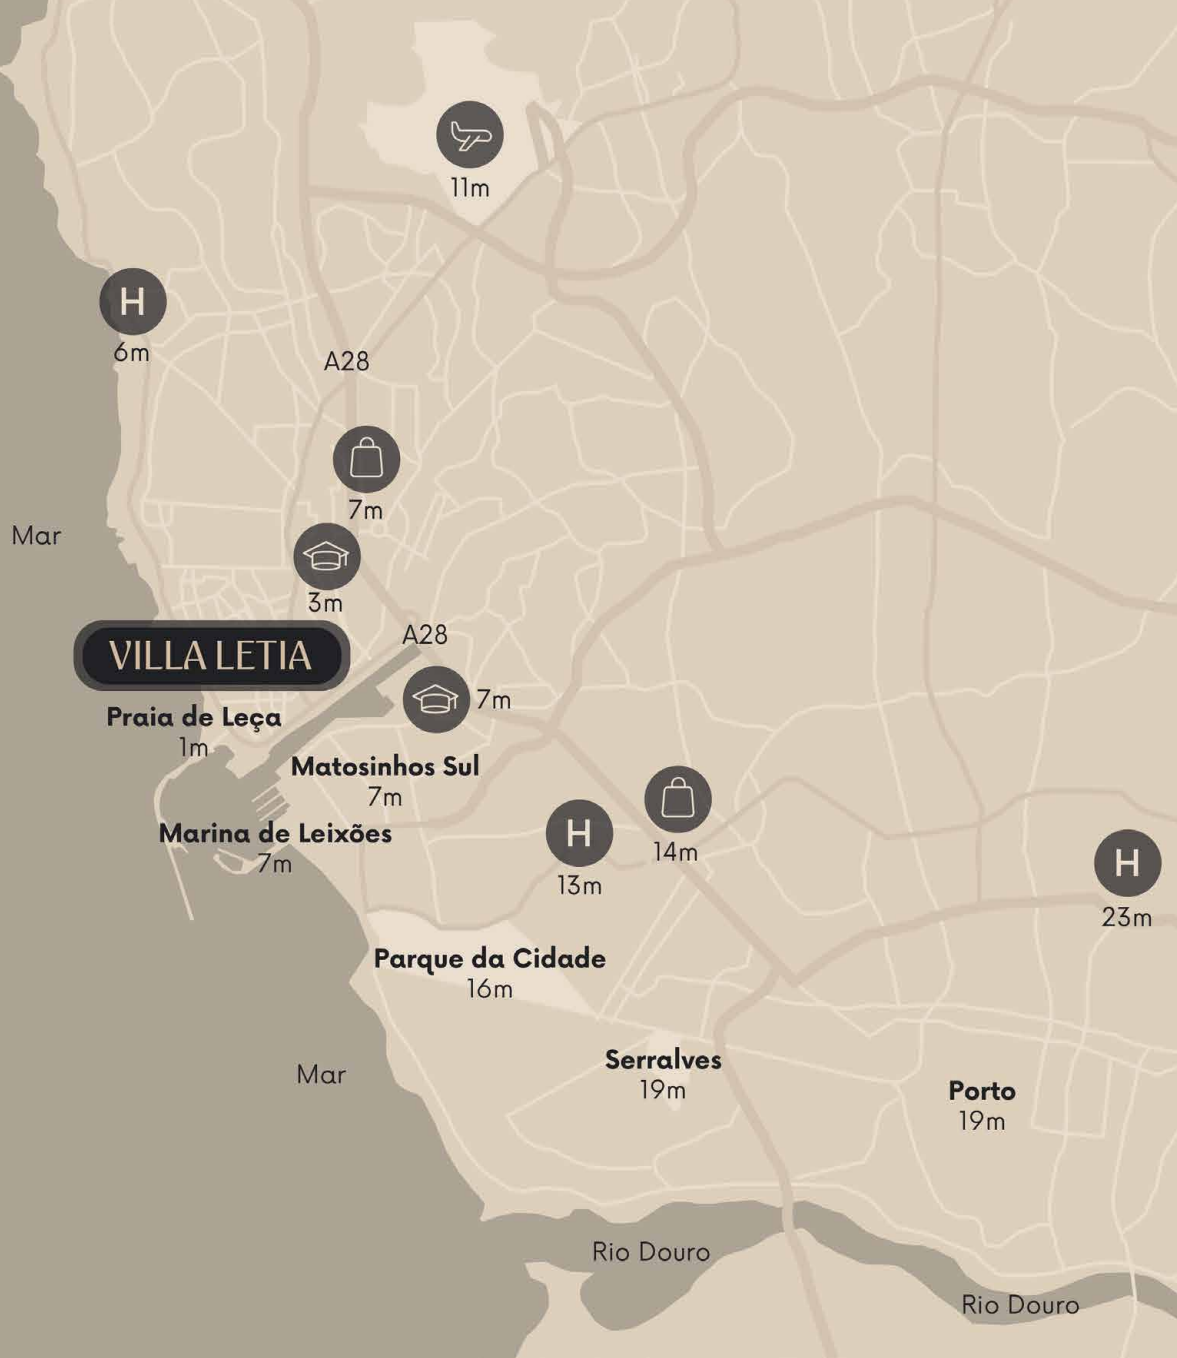 11m
H
6m
A28
7m
Mar
3m
A28
VILLA LETIA
7m
Praia de Leça
1m
Matosinhos Sul
7m
Marina de Leixões
7m
H
13m
14m
H
23m
Parque da Cidade
16m
Serralves
19m
Mar
Porto
19m
Rio Douro
Rio Douro